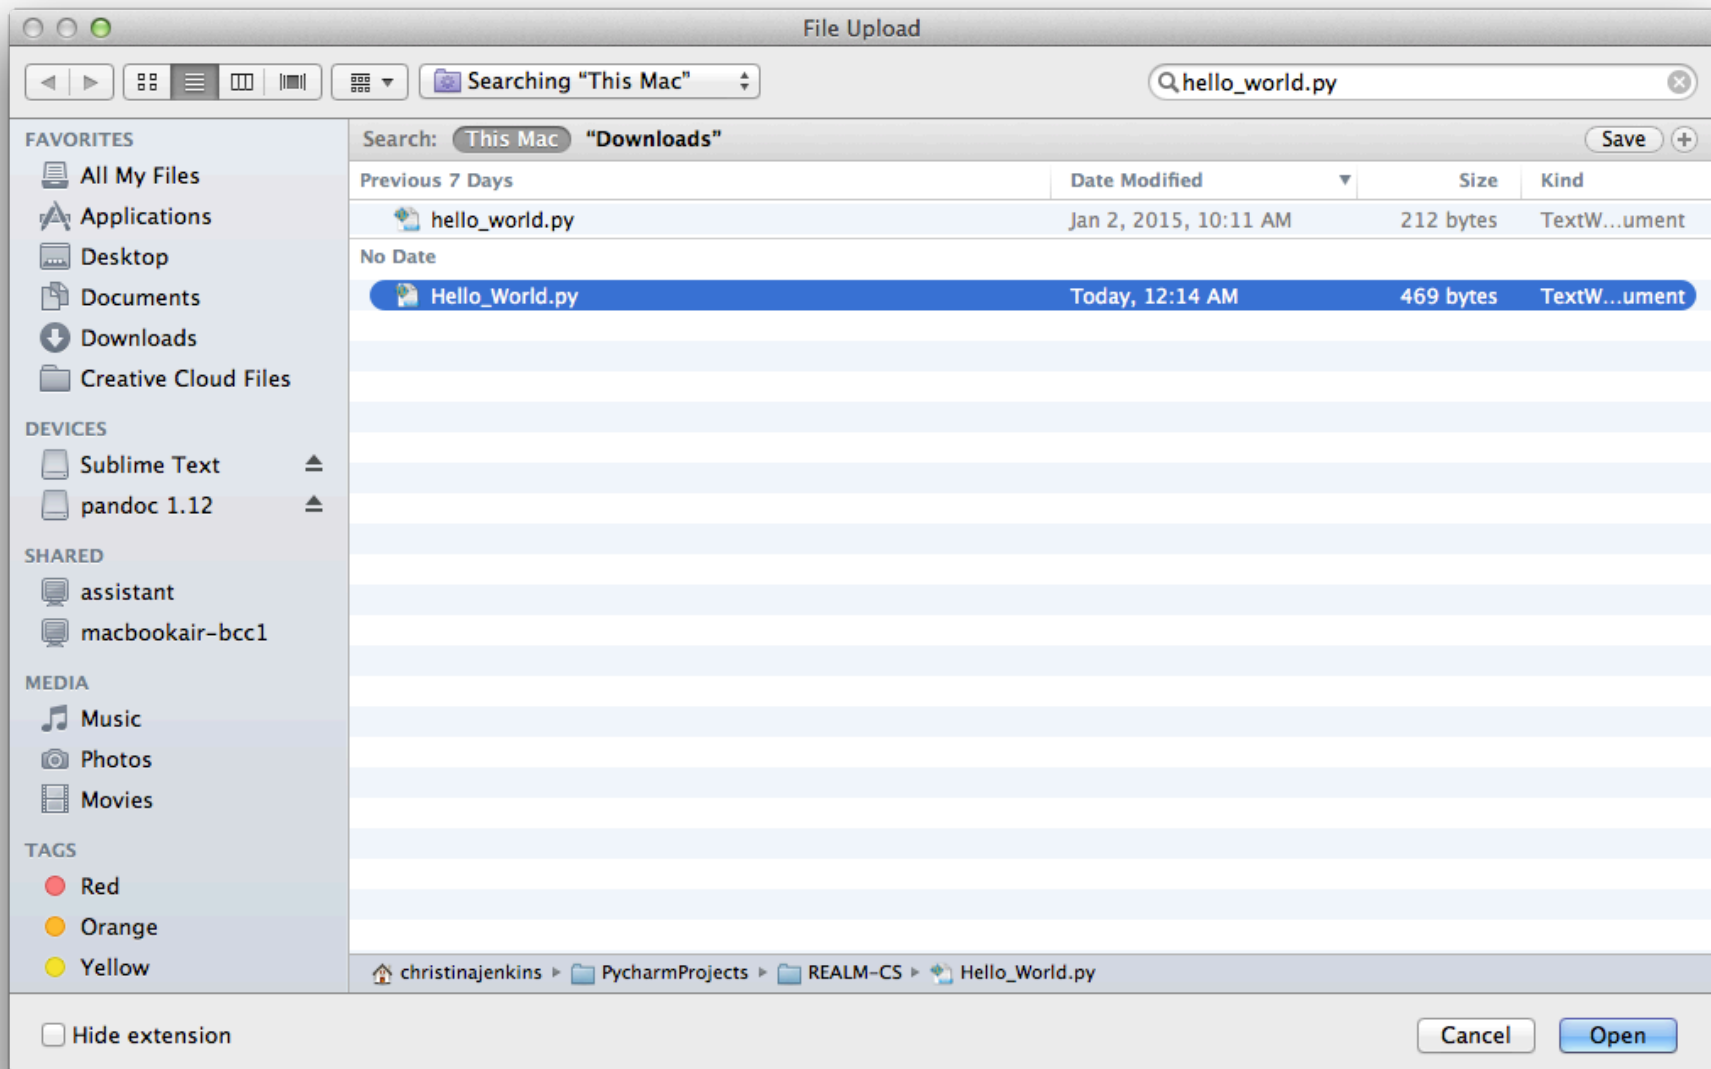 File Upload
Searching "This Mac"
hello_world.py
FAVORITES
All My Files
Applications
Desktop
Documents
Downloads
Creative Cloud Files
DEVICES
Sublime Text
pandoc 1.12
SHARED
assistant
macbookair-bcc1
MEDIA
Music
Photos
Movies
TAGS
Red
Orange
Yellow
Search: This Mac "Downloads" Save
Previous 7 Days Date Modified Size Kind
hello_world.py Jan 2, 2015, 10:11 AM 212 bytes TextW...ument
No Date
Hello_World.py Today, 12:14 AM 469 bytes TextW...ument
christinajenkins PycharmProjects REALM-CS Hello_World.py
Hide extension
Cancel Open